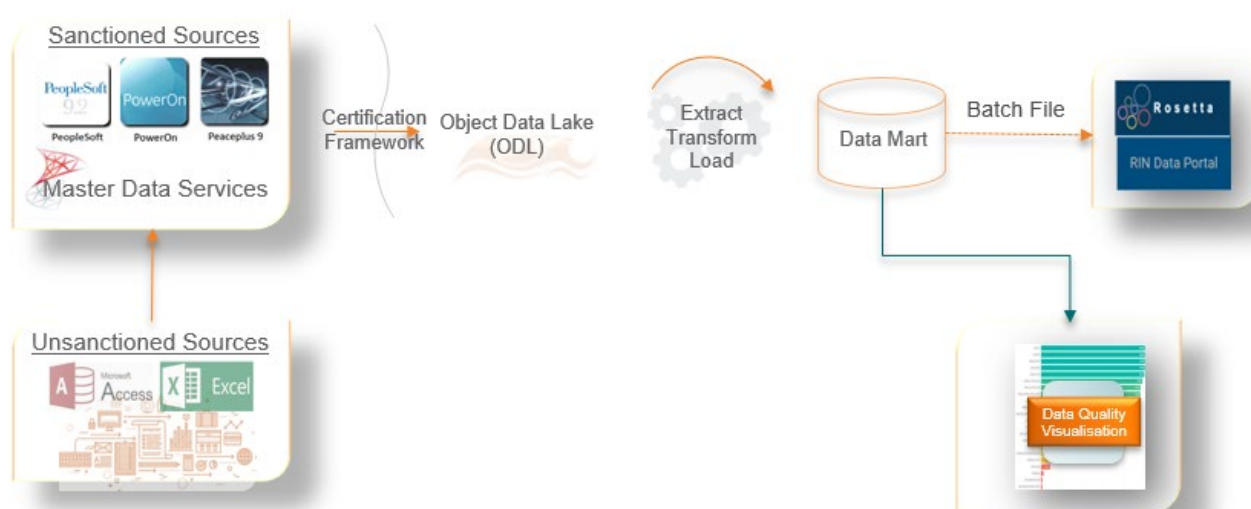 Sanctioned Sources
PeopleSoft
9.2
PowerOn
PeopleSoft
PowerOn
Peaceplus 9
Master Data Services
Certification
Framework
Object Data Lake
(ODL)
Extract
Transform
Load
Data Mart
Batch File
Rosetta
RIN Data Portal
Unsanctioned Sources
A
Microsoft
Access
X
Excel
Data Quality
Visualisation